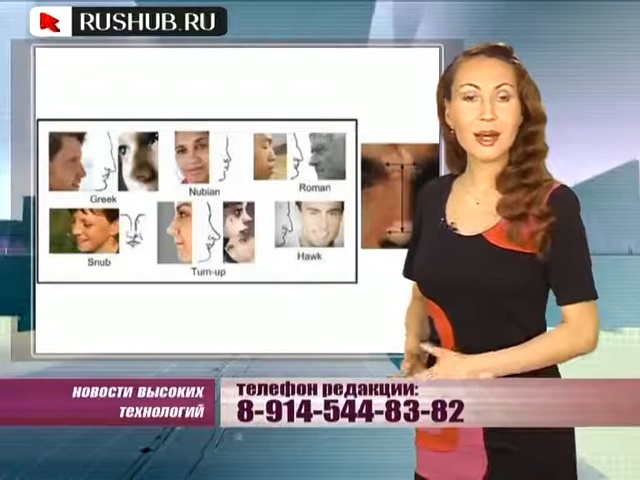 RUSHUB.RU
Greek
Nubian
Roman
Snub
Turn-up
Hawk
НОВОСТИ ВЫСОКИХ
ТЕХНОЛОГИЙ
телефон редакции:
8-914-544-83-82